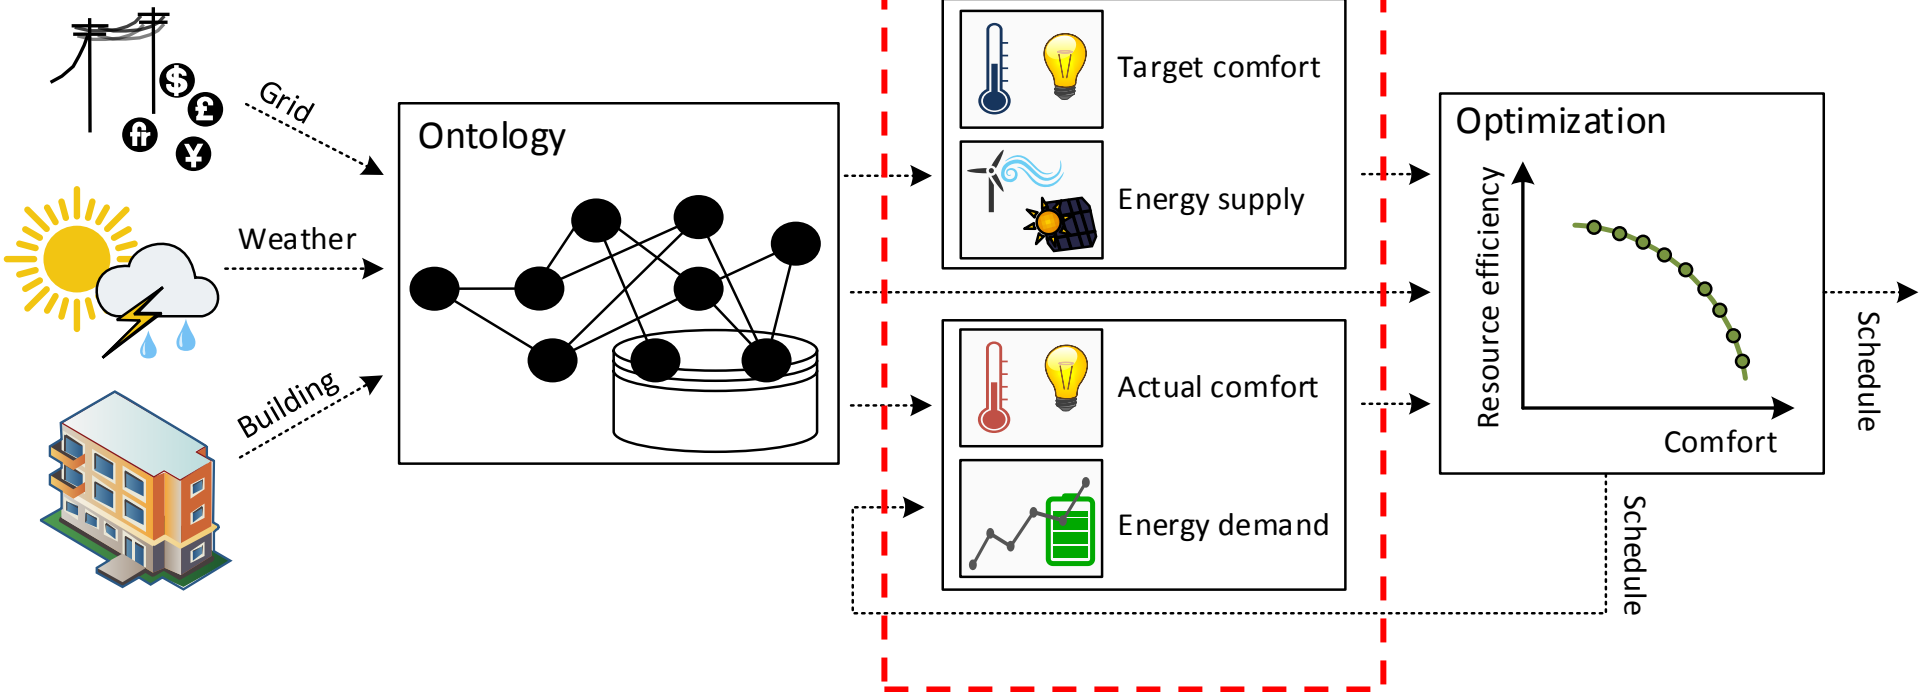 $
£
¥
Grid
Weather
Building
Ontology
Target comfort
Energy supply
Actual comfort
Energy demand
Optimization
Resource efficiency
Comfort
Schedule
Schedule